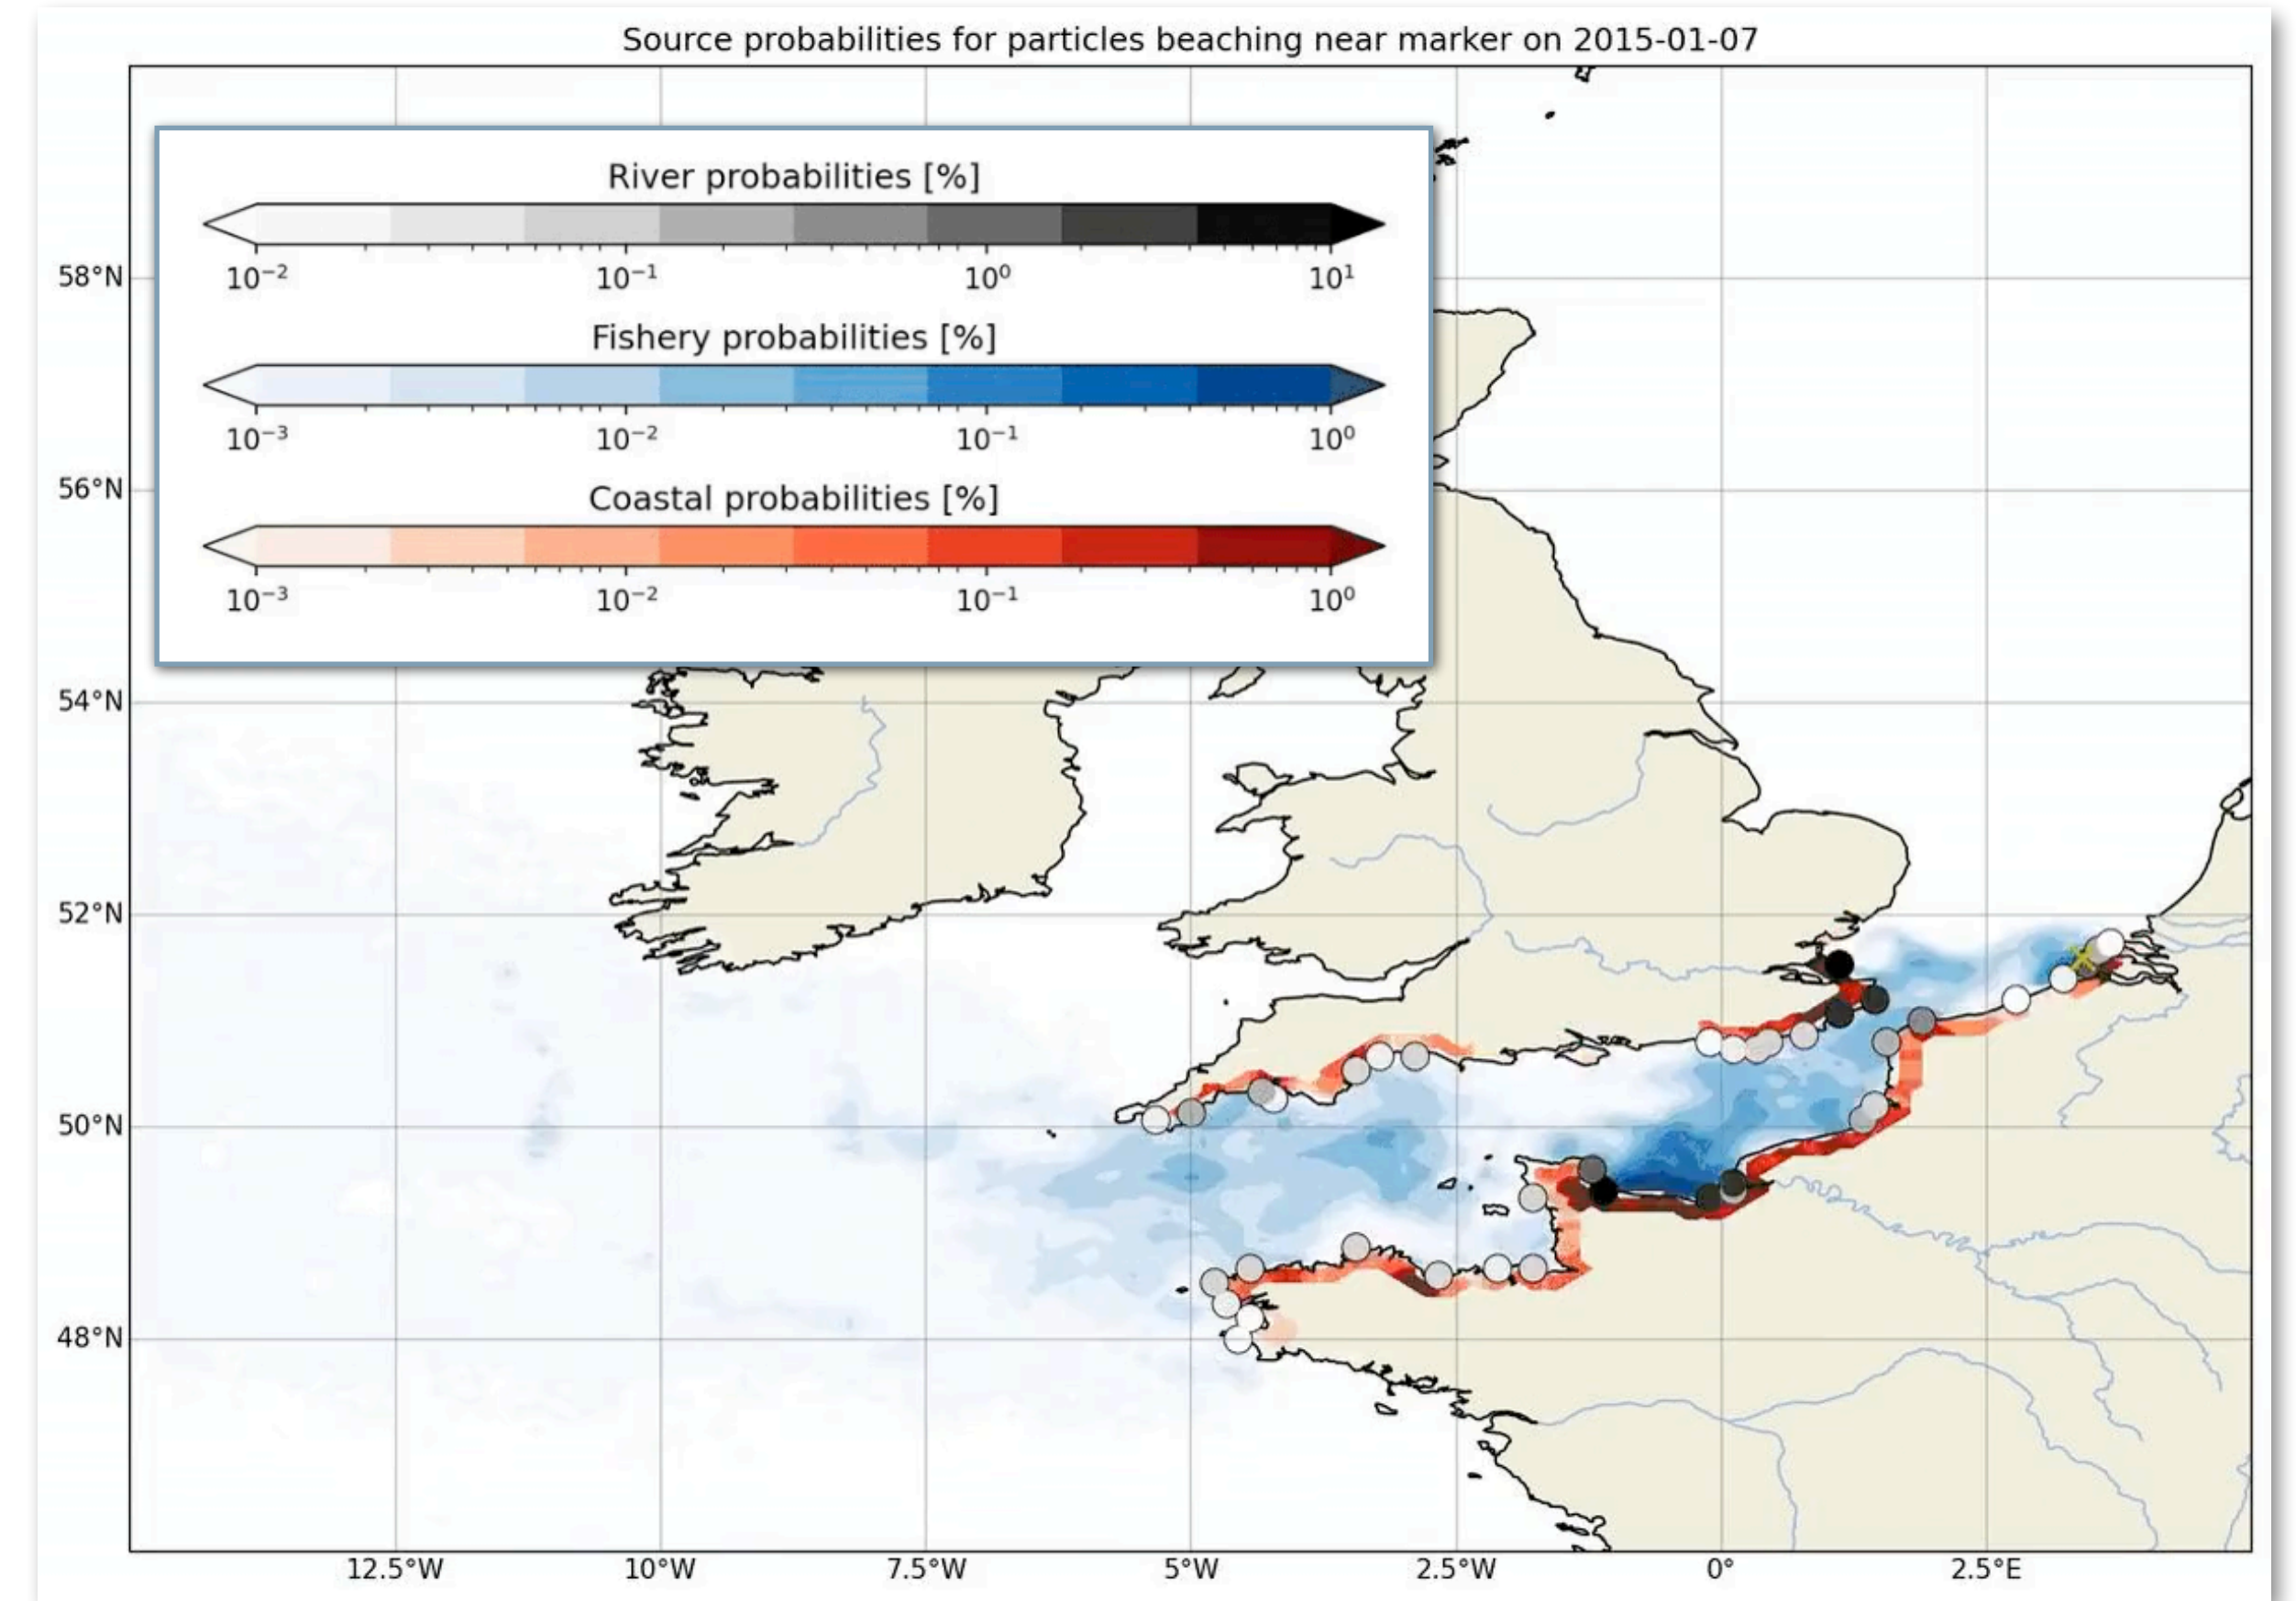 Source probabilities for particles beaching near marker on 2015-01-07
River probabilities [%]
10⁻² 10⁻¹ 10⁰ 10¹
Fishery probabilities [%]
10⁻³ 10⁻² 10⁻¹ 10⁰
Coastal probabilities [%]
10⁻³ 10⁻² 10⁻¹ 10⁰
58°N
56°N
54°N
52°N
50°N
48°N
12.5°W 10°W 7.5°W 5°W 2.5°W 0° 2.5°E